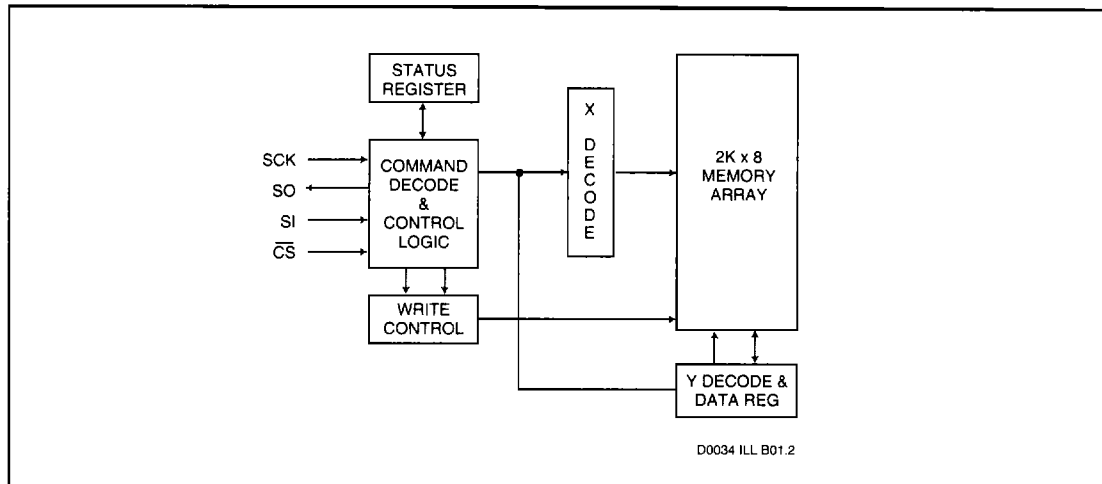 STATUS
REGISTER
SCK
SO
SI
C̅S̅
COMMAND
DECODE
&
CONTROL
LOGIC
WRITE
CONTROL
X
D
E
C
O
D
E
2K x 8
MEMORY
ARRAY
Y DECODE &
DATA REG
D0034 ILL B01.2